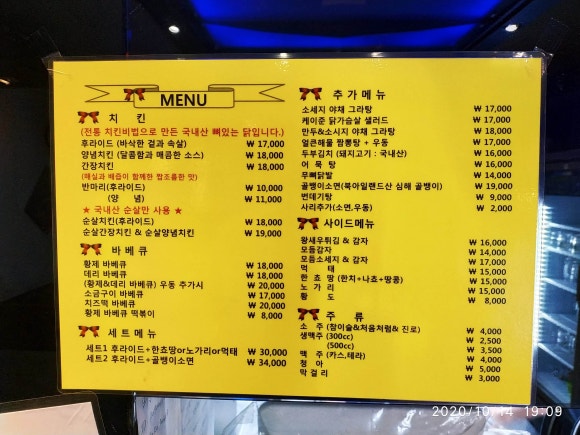 MENU
치 킨
(전통 치킨비법으로 만든 국내산 뼈있는 닭입니다.)
후라이드 (바삭한 겉과 속살) ₩ 17,000
양념치킨 (달콤함과 매콤한 소스) ₩ 18,000
간장치킨 ₩ 18,000
(해실과 배즙이 함께한 짭조롬한 맛)
반마리(후라이드) ₩ 10,000
(양 념) ₩ 11,000
★ 국내산 순살만 사용 ★
순살치킨(후라이드) ₩ 18,000
순살간장치킨 & 순살양념치킨 ₩ 19,000
바베큐
황제 바베큐 ₩ 18,000
데리 바베큐 ₩ 18,000
(황제&데리 바베큐) 우동 추가시 ₩ 20,000
소금구이 바베큐 ₩ 17,000
치즈떡 바베큐 ₩ 20,000
황제 바베큐 떡볶이 ₩ 8,000
세트메뉴
세트1 후라이드+한쵸땅or노가리or먹태 ₩ 30,000
세트2 후라이드+골뱅이소면 ₩ 34,000
추가메뉴
소세지 야채 그라탕 ₩ 17,000
케이준 닭가슴살 샐러드 ₩ 17,000
만두&소시지 야채 그라탕 ₩ 18,000
얼큰해물 짬뽕탕 + 우동 ₩ 17,000
두부김치 (돼지고기 : 국내산) ₩ 16,000
어 묵 탕 ₩ 16,000
무뼈닭발 ₩ 14,000
골뱅이소면(북아일랜드산 심해 골뱅이) ₩ 19,000
번데기탕 ₩ 9,000
사리추가(소면,우동) ₩ 2,000
사이드메뉴
왕새우튀김 & 감자 ₩ 16,000
모듬감자 ₩ 14,000
모듬소세지 & 감자 ₩ 17,000
먹 태 ₩ 15,000
한 쵸 땅 (한치+나쵸+땅콩) ₩ 15,000
노 가 리 ₩ 15,000
황 도 ₩ 8,000
주 류
소 주 (참이슬&처음처럼& 진로) ₩ 4,000
생맥주 (300cc) ₩ 2,500
(500cc) ₩ 3,500
맥 주 (카스,테라) ₩ 4,000
청 아 ₩ 5,000
막 걸 리 ₩ 3,000
2020/10/14 19:09